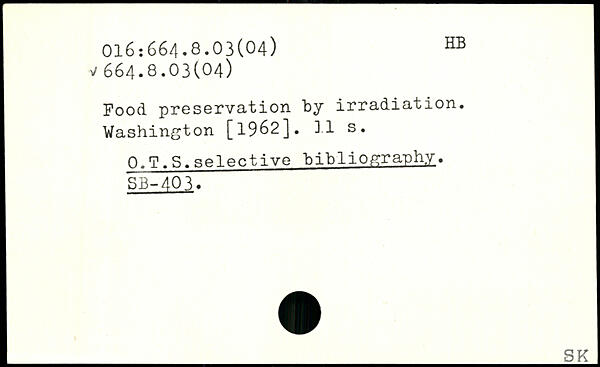 016:664.8.03(04) HB
✓ 664.8.03(04)
Food preservation by irradiation.
Washington [1962]. 11 s.
O.T.S.selective bibliography.
SB-403.
SK